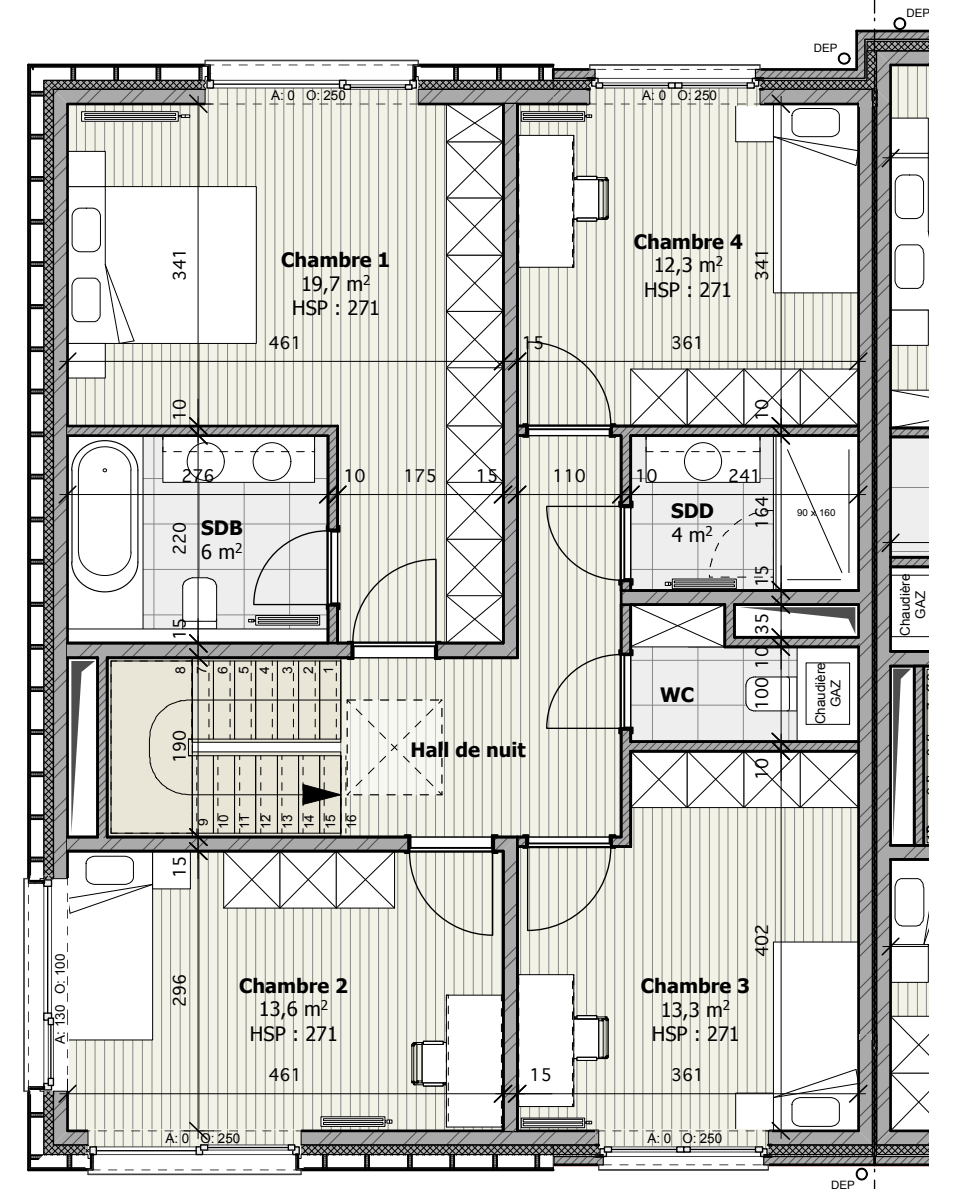 DEP
DEP
A: 0 O: 250
A: 0 O: 250
Chambre 1
19,7 m²
HSP : 271
341
461
Chambre 4
12,3 m²
HSP : 271
341
15
361
10
10
276
10
175
15
110
10
241
SDB
6 m²
220
15
SDD
4 m²
164
90 x 160
15
35
Chaudière
GAZ
10
WC
100
Chaudière
GAZ
8
7
6
5
4
3
2
1
190
Hall de nuit
9
10
11
12
13
14
15
16
10
15
402
A: 130 O: 100
296
Chambre 2
13,6 m²
HSP : 271
461
Chambre 3
13,3 m²
HSP : 271
15
361
A: 0 O: 250
A: 0 O: 250
DEP